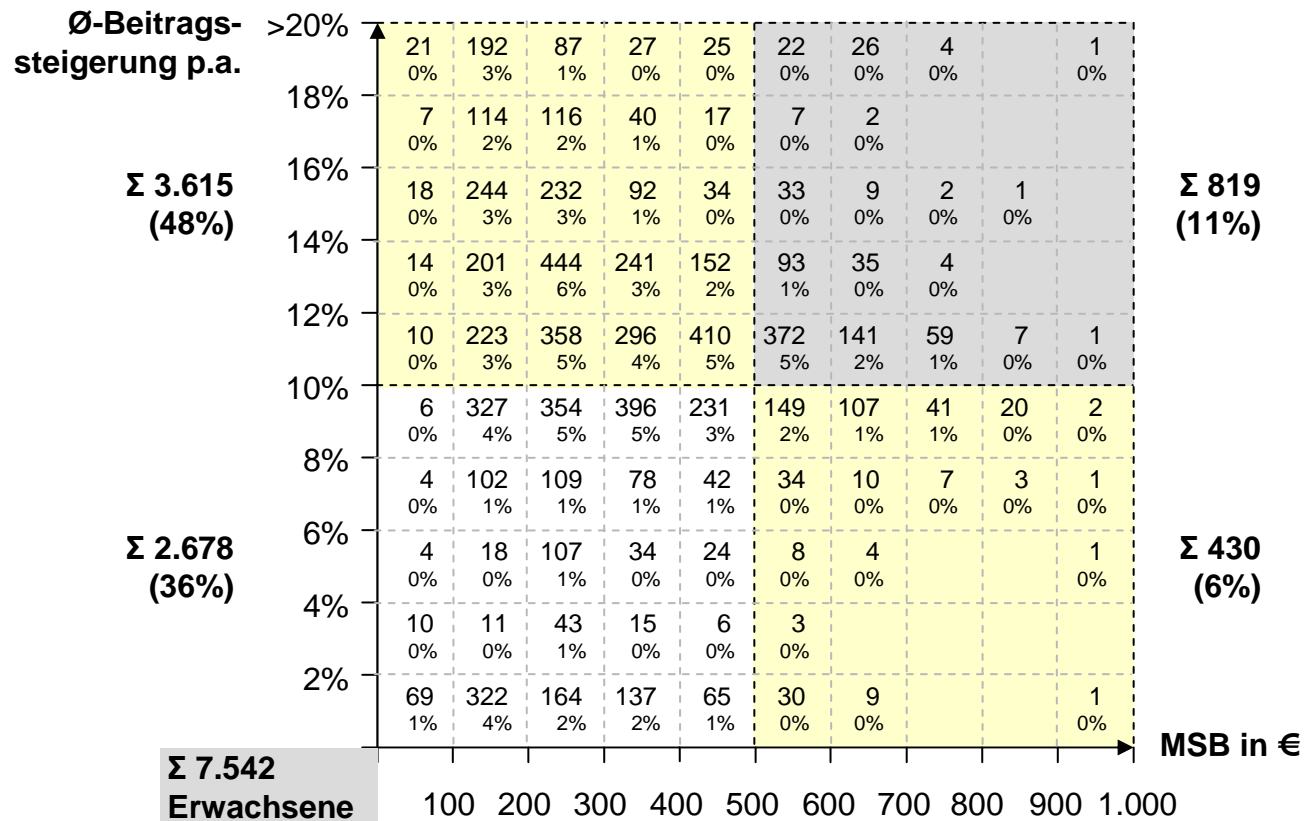 Ø-Beitrags-
steigerung p.a.
>20%
21 192 87 27 25 22 26 4 1
0% 3% 1% 0% 0% 0% 0% 0% 0%
18%
7 114 116 40 17 7 2
0% 2% 2% 1% 0% 0% 0%
16%
Σ 3.615
(48%)
18 244 232 92 34 33 9 2 1
0% 3% 3% 1% 0% 0% 0% 0% 0%
Σ 819
(11%)
14%
14 201 444 241 152 93 35 4
0% 3% 6% 3% 2% 1% 0% 0%
12%
10 223 358 296 410 372 141 59 7 1
0% 3% 5% 4% 5% 5% 2% 1% 0% 0%
10%
6 327 354 396 231 149 107 41 20 2
0% 4% 5% 5% 3% 2% 1% 1% 0% 0%
8%
4 102 109 78 42 34 10 7 3 1
0% 1% 1% 1% 1% 0% 0% 0% 0% 0%
6%
Σ 2.678
(36%)
4 18 107 34 24 8 4 1
0% 0% 1% 0% 0% 0% 0% 0%
Σ 430
(6%)
4%
10 11 43 15 6 3
0% 0% 1% 0% 0% 0%
2%
69 322 164 137 65 30 9 1
1% 4% 2% 2% 1% 0% 0% 0%
MSB in €
Σ 7.542
Erwachsene
100 200 300 400 500 600 700 800 900 1.000